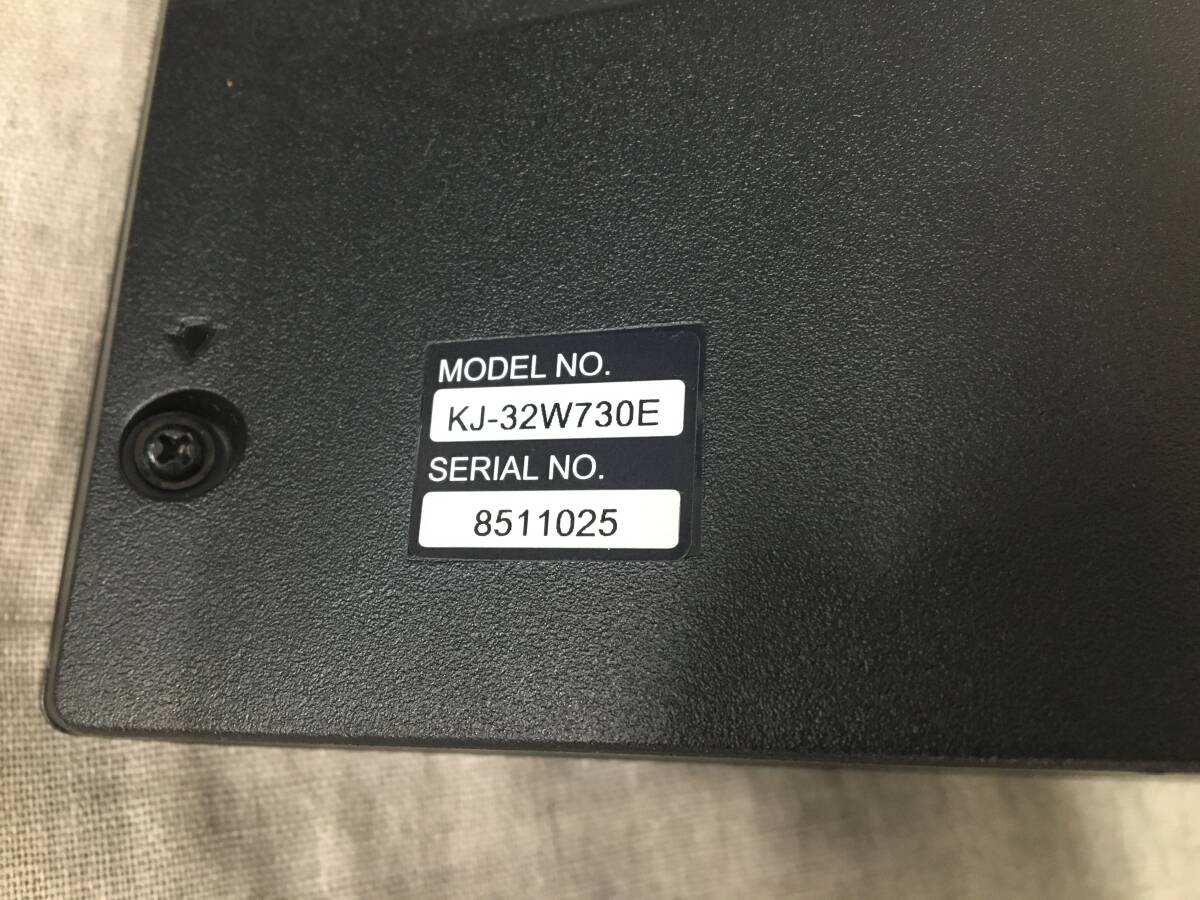 MODEL NO.
KJ-32W730E
SERIAL NO.
8511025